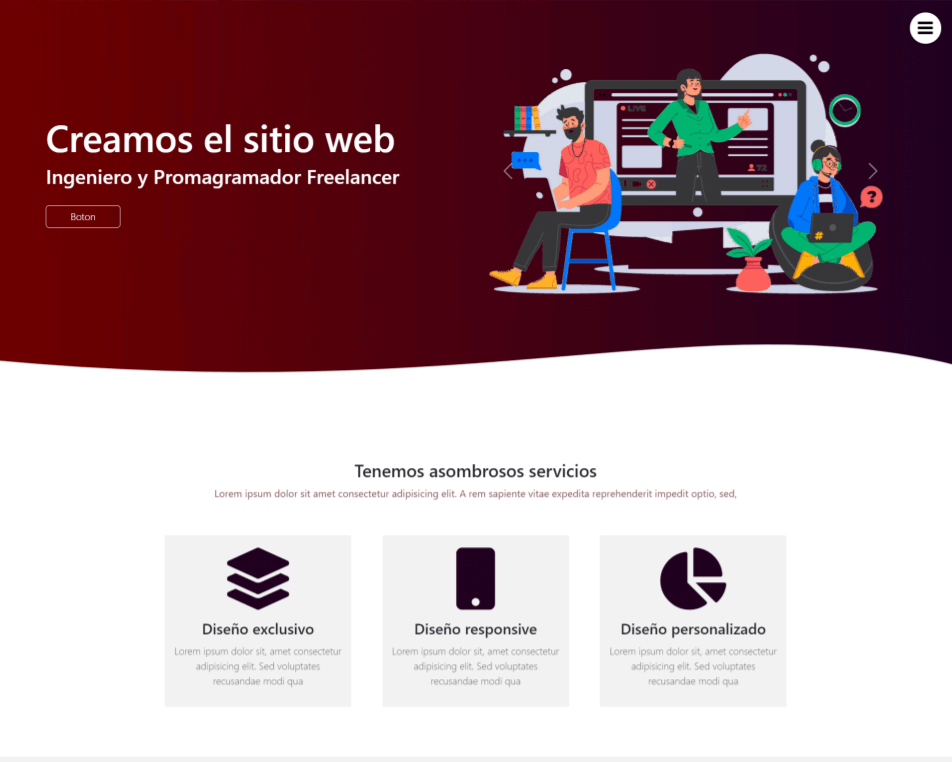 Creamos el sitio web
Ingeniero y Promagramador Freelancer
Boton
LIVE
72
?
#
Tenemos asombrosos servicios
Lorem ipsum dolor sit amet consectetur adipisicing elit. A rem sapiente vitae expedita reprehenderit impedit optio, sed,
Diseño exclusivo
Lorem ipsum dolor sit, amet consectetur
adipisicing elit. Sed voluptates
recusandae modi qua
Diseño responsive
Lorem ipsum dolor sit, amet consectetur
adipisicing elit. Sed voluptates
recusandae modi qua
Diseño personalizado
Lorem ipsum dolor sit, amet consectetur
adipisicing elit. Sed voluptates
recusandae modi qua